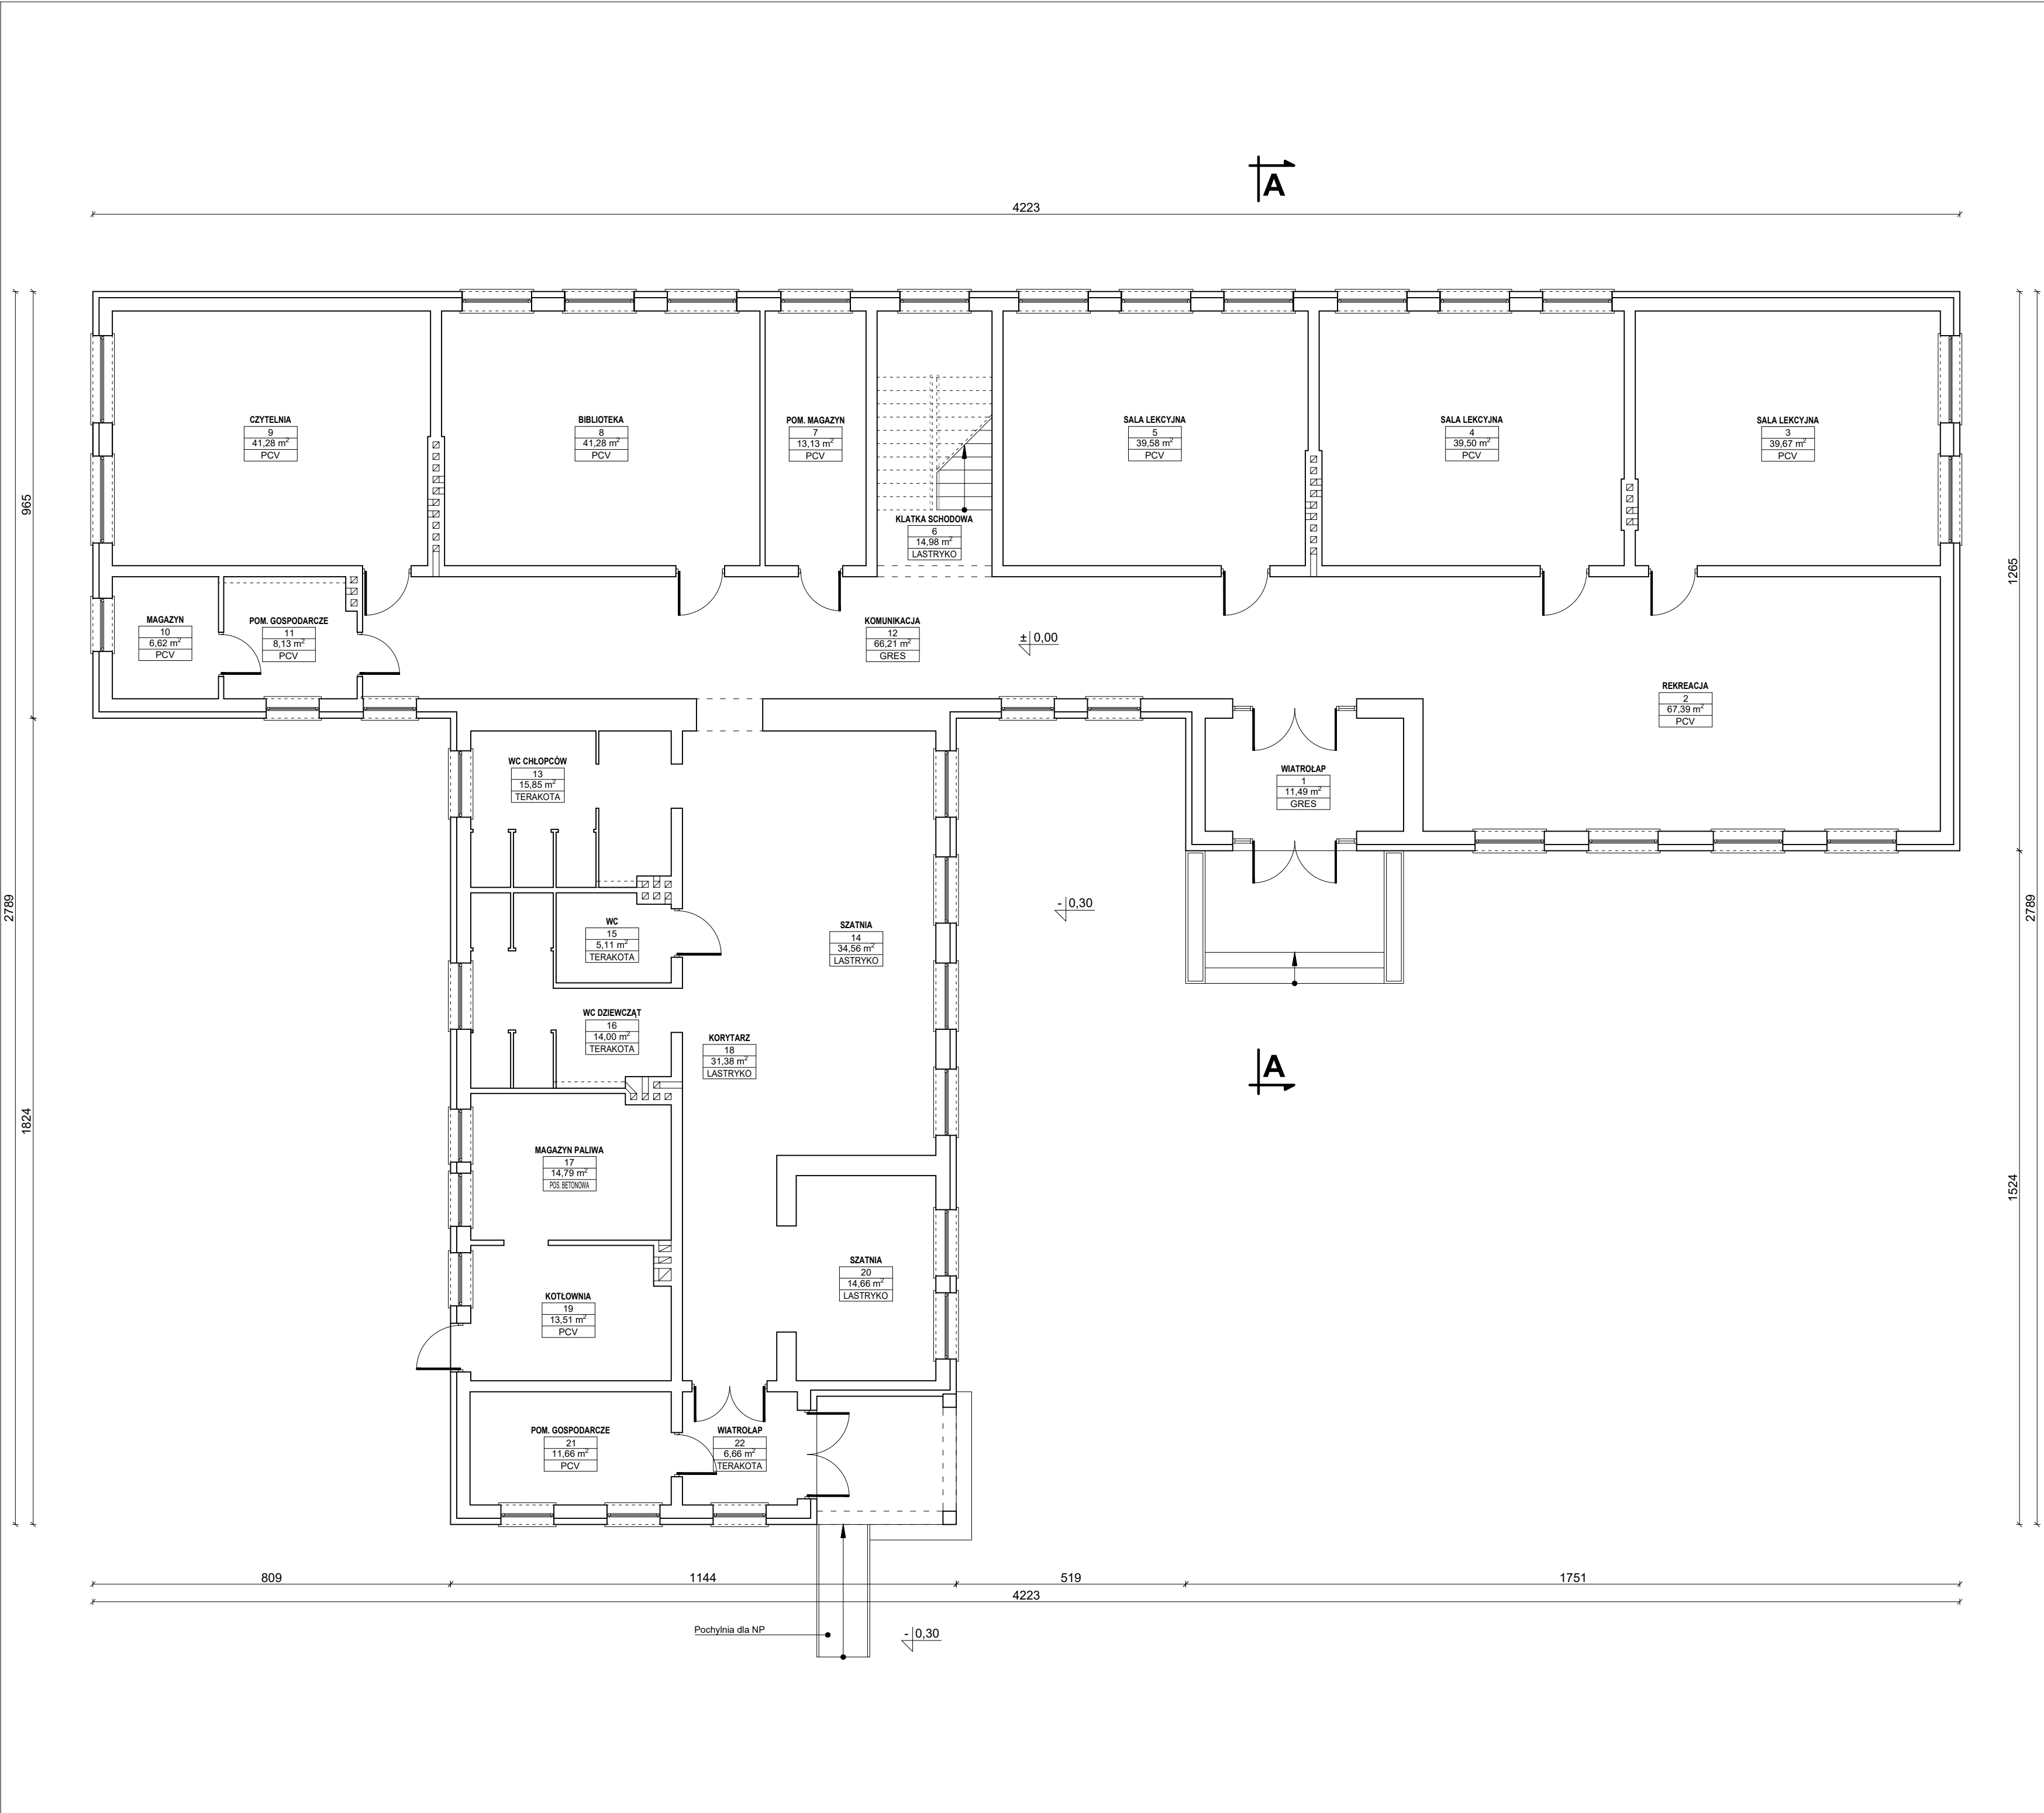 A
4223
CZYTELNIA
9
41,28 m²
PCV
BIBLIOTEKA
8
41,28 m²
PCV
POM. MAGAZYN
7
13,13 m²
PCV
KLATKA SCHODOWA
6
14,98 m²
LASTRYKO
SALA LEKCYJNA
5
39,58 m²
PCV
SALA LEKCYJNA
4
39,50 m²
PCV
SALA LEKCYJNA
3
39,67 m²
PCV
965
1265
MAGAZYN
10
6,62 m²
PCV
POM. GOSPODARCZE
11
8,13 m²
PCV
KOMUNIKACJA
12
66,21 m²
GRES
± 0,00
REKREACJA
2
67,39 m²
PCV
WC CHŁOPCÓW
13
15,85 m²
TERAKOTA
WIATROŁAP
1
11,49 m²
GRES
2789
2789
- 0,30
WC
15
5,11 m²
TERAKOTA
SZATNIA
14
34,56 m²
LASTRYKO
WC DZIEWCZĄT
16
14,00 m²
TERAKOTA
KORYTARZ
18
31,38 m²
LASTRYKO
A
1824
1524
MAGAZYN PALIWA
17
14,79 m²
POS. BETONOWA
SZATNIA
20
14,66 m²
LASTRYKO
KOTŁOWNIA
19
13,51 m²
PCV
POM. GOSPODARCZE
21
11,66 m²
PCV
WIATROŁAP
22
6,66 m²
TERAKOTA
809
1144
519
1751
4223
Pochylnia dla NP
- 0,30